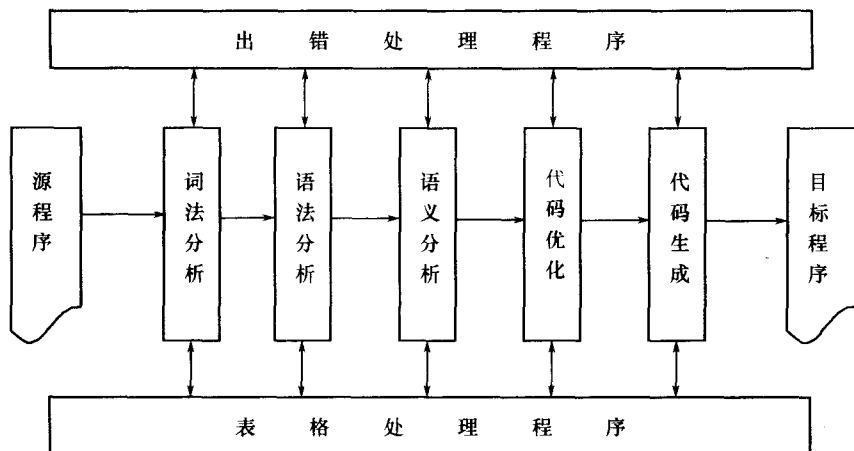 出错处理程序
源程序
词法分析
语法分析
语义分析
代码优化
代码生成
目标程序
表格处理程序